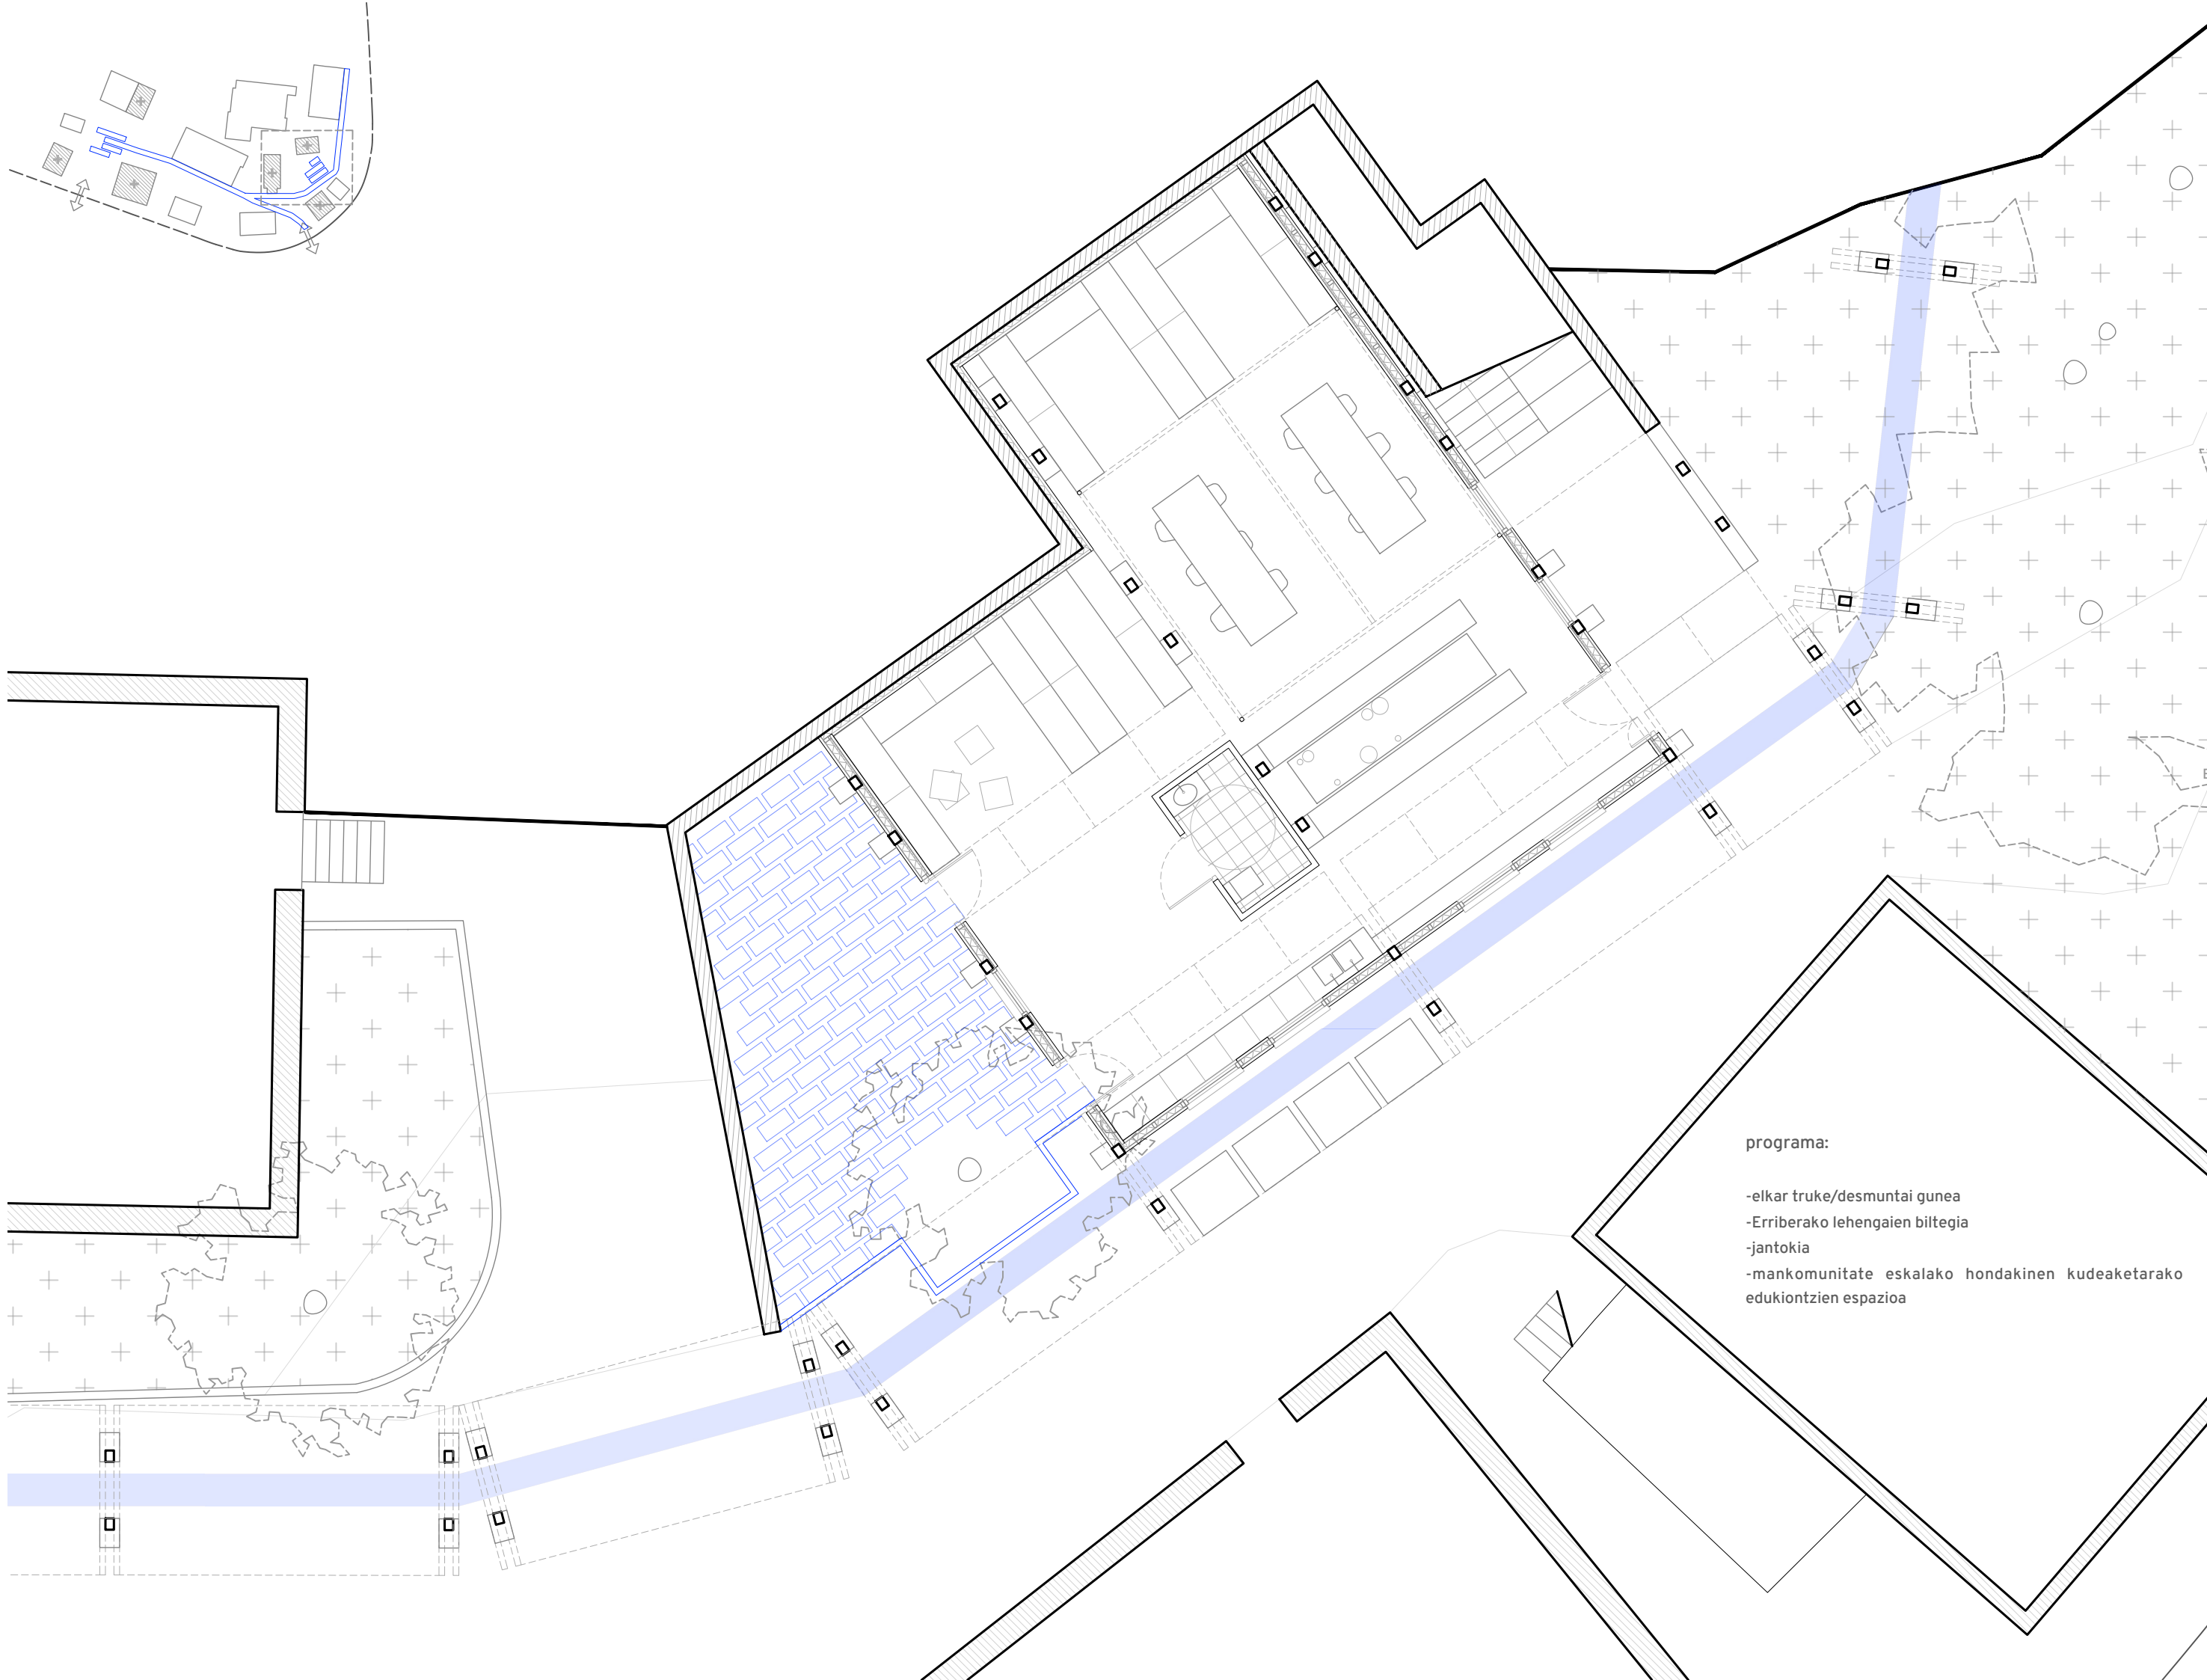 programa:
-elkar truke/desmuntai gunea
-Erriberako lehengaien biltegia
-jantokia
-mankomunitate eskalako hondakinen kudeaketarako
edukiontzien espazioa